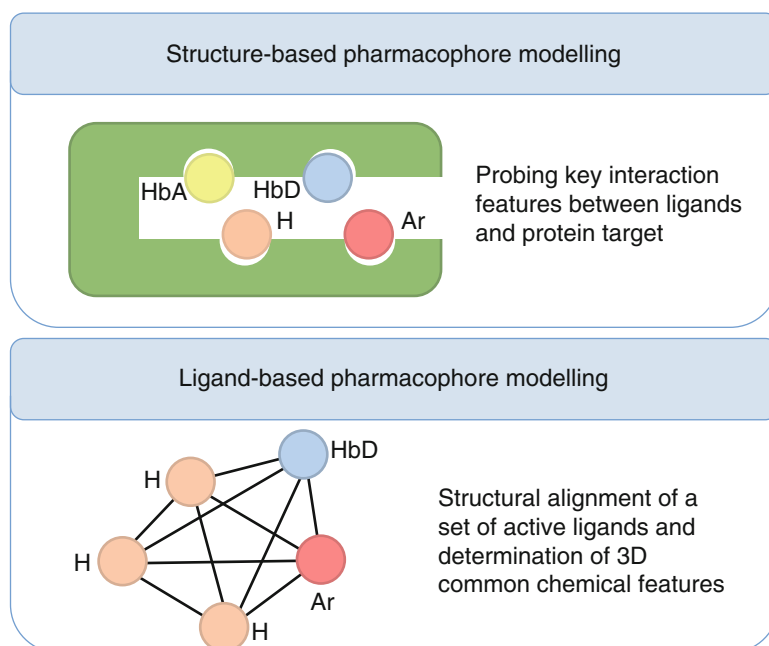 Structure-based pharmacophore modelling
HbA
HbD
H
Ar
Probing key interaction
features between ligands
and protein target
Ligand-based pharmacophore modelling
HbD
H
H
Ar
H
Structural alignment of a
set of active ligands and
determination of 3D
common chemical features